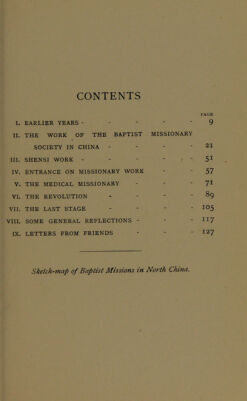 CONTENTS
PAGE
I. EARLIER YEARS - - - - - 9
II. THE WORK OF THE BAPTIST MISSIONARY
SOCIETY IN CHINA - - - - 21
III. SHENSI WORK - - - - - 51
IV. ENTRANCE ON MISSIONARY WORK - - 57
V. THE MEDICAL MISSIONARY - - - 71
VI. THE REVOLUTION - - - - 89
VII. THE LAST STAGE - - - - 105
VIII. SOME GENERAL REFLECTIONS - - - 117
IX. LETTERS FROM FRIENDS - - - 127
Sketch-map of Baptist Missions in North China.